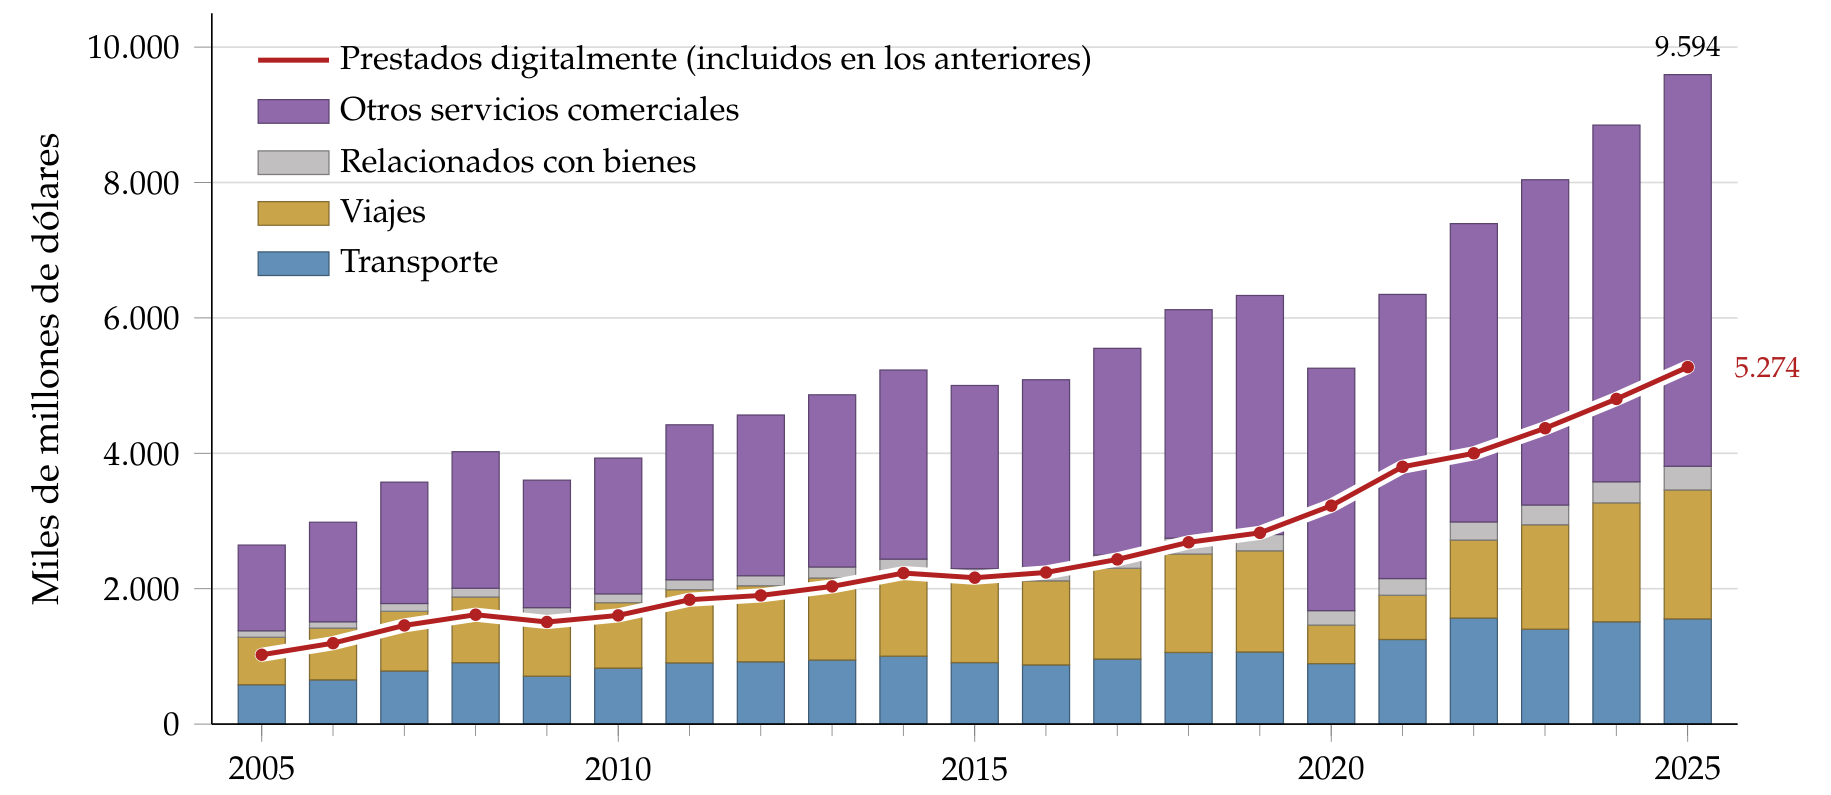 Miles de millones de dólares
10.000
8.000
6.000
4.000
2.000
0
Prestados digitalmente (incluidos en los anteriores)
Otros servicios comerciales
Relacionados con bienes
Viajes
Transporte
9.594
5.274
2005
2010
2015
2020
2025